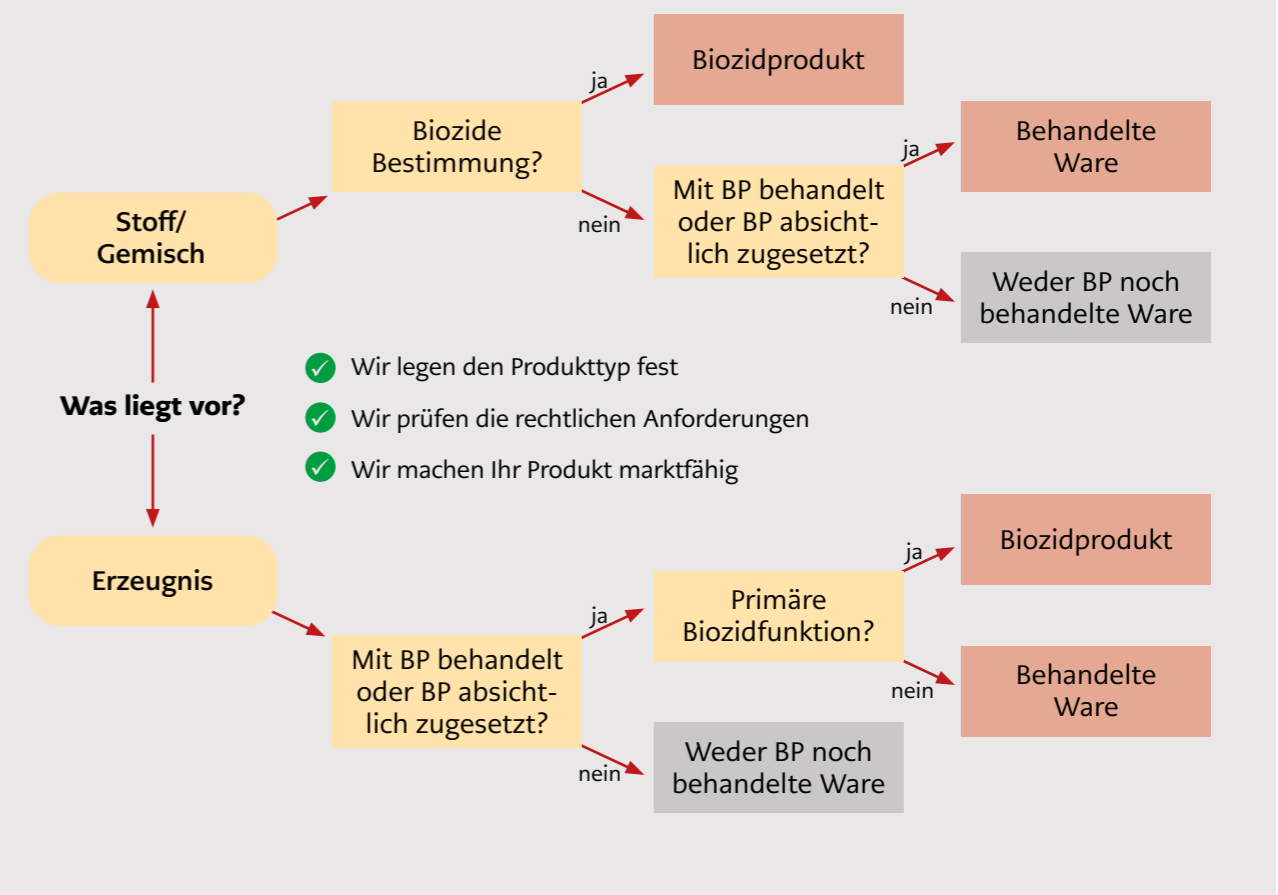 Biozidprodukt
ja
Biozide
Bestimmung?
Behandelte
Ware
ja
Mit BP behandelt
oder BP absicht-
lich zugesetzt?
nein
Stoff/
Gemisch
Weder BP noch
behandelte Ware
nein
Wir legen den Produkttyp fest
Was liegt vor?
Wir prüfen die rechtlichen Anforderungen
Wir machen Ihr Produkt marktfähig
Biozidprodukt
ja
Erzeugnis
Primäre
Biozidfunktion?
ja
Mit BP behandelt
oder BP absicht-
lich zugesetzt?
Behandelte
Ware
nein
Weder BP noch
behandelte Ware
nein